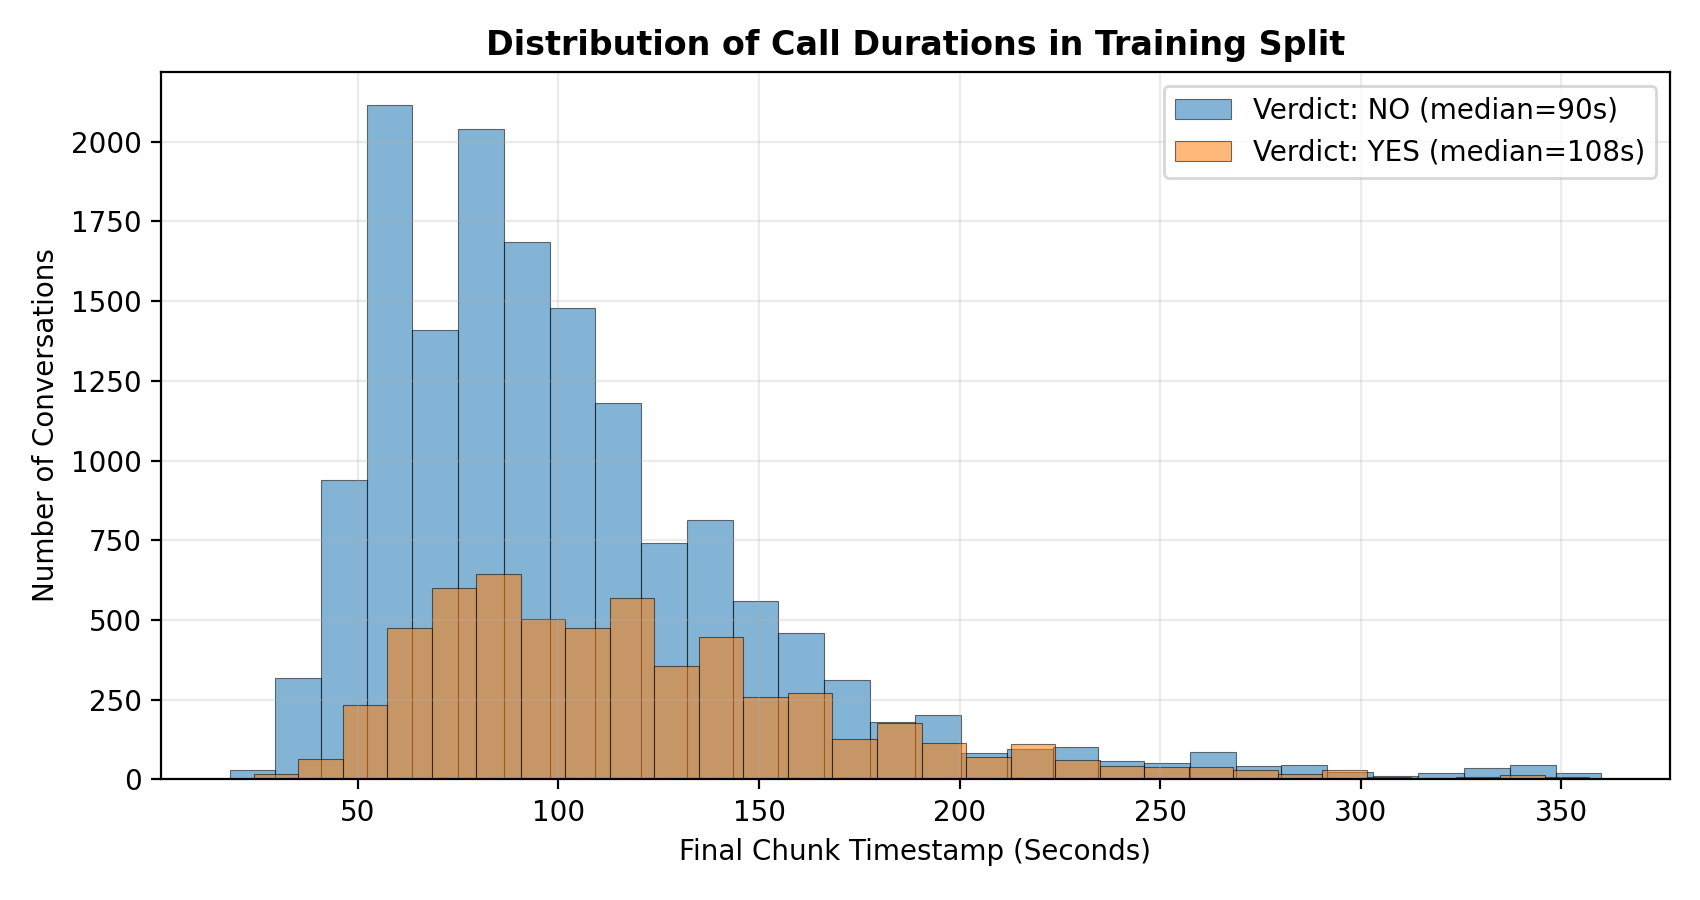 Distribution of Call Durations in Training Split
Verdict: NO (median=90s)
Verdict: YES (median=108s)
Number of Conversations
2000
1750
1500
1250
1000
750
500
250
0
50 100 150 200 250 300 350
Final Chunk Timestamp (Seconds)